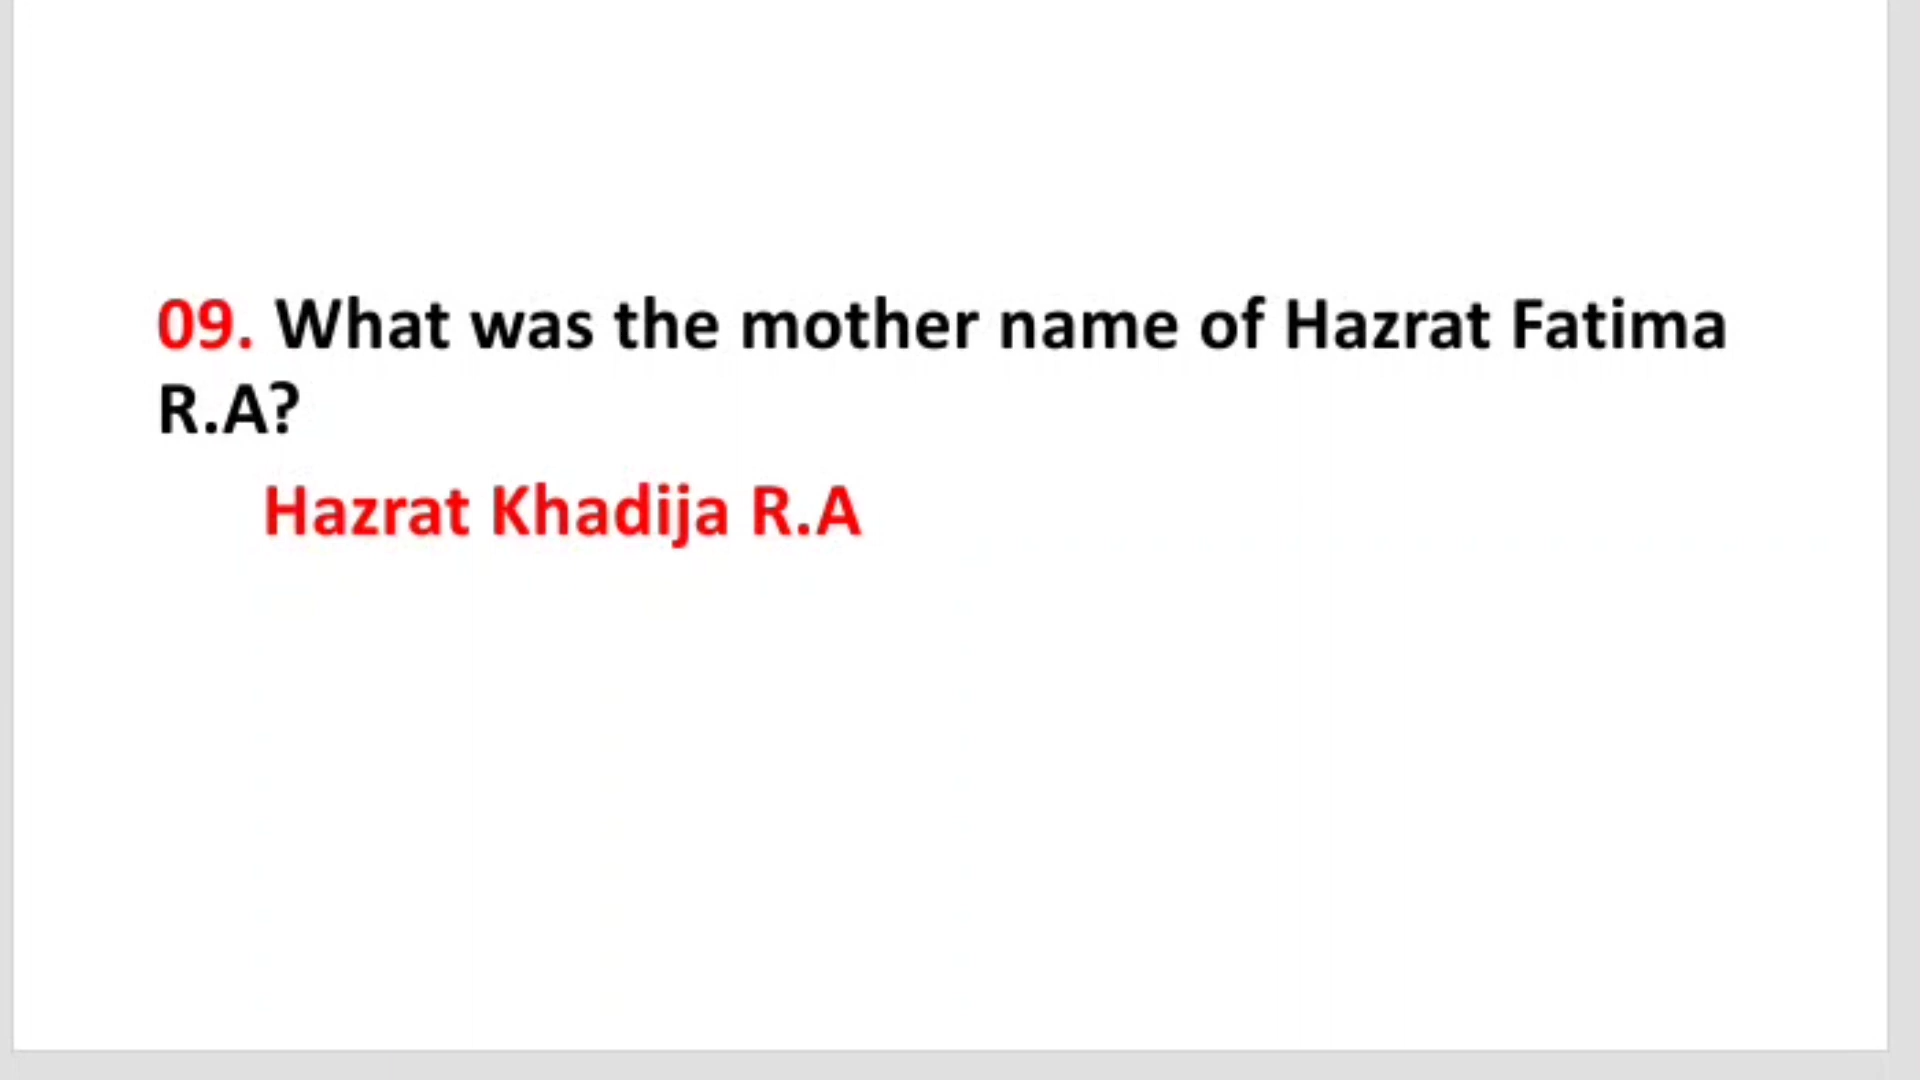 09. What was the mother name of Hazrat Fatima
R.A?
Hazrat Khadija R.A